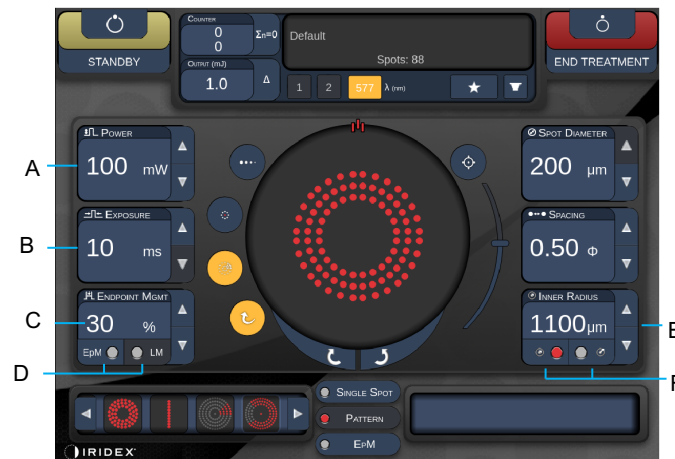 STANDBY
COUNTER
0
0
Σn=0
OUTPUT (mJ)
1.0
Δ
Default
Spots: 88
1 2 577 λ (nm)
END TREATMENT
A
POWER
100 mW
B
EXPOSURE
10 ms
C
ENDPOINT MGMT
30 %
EpM LM
D
SPOT DIAMETER
200 µm
SPACING
0.50 Φ
INNER RADIUS
1100µm
E
F
SINGLE SPOT
PATTERN
EPM
IRIDEX